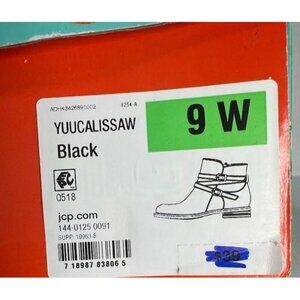 YUUCALISSAW
Black
9 W
0518
jcp.com
144-0125 0091
7 18987 83806 5